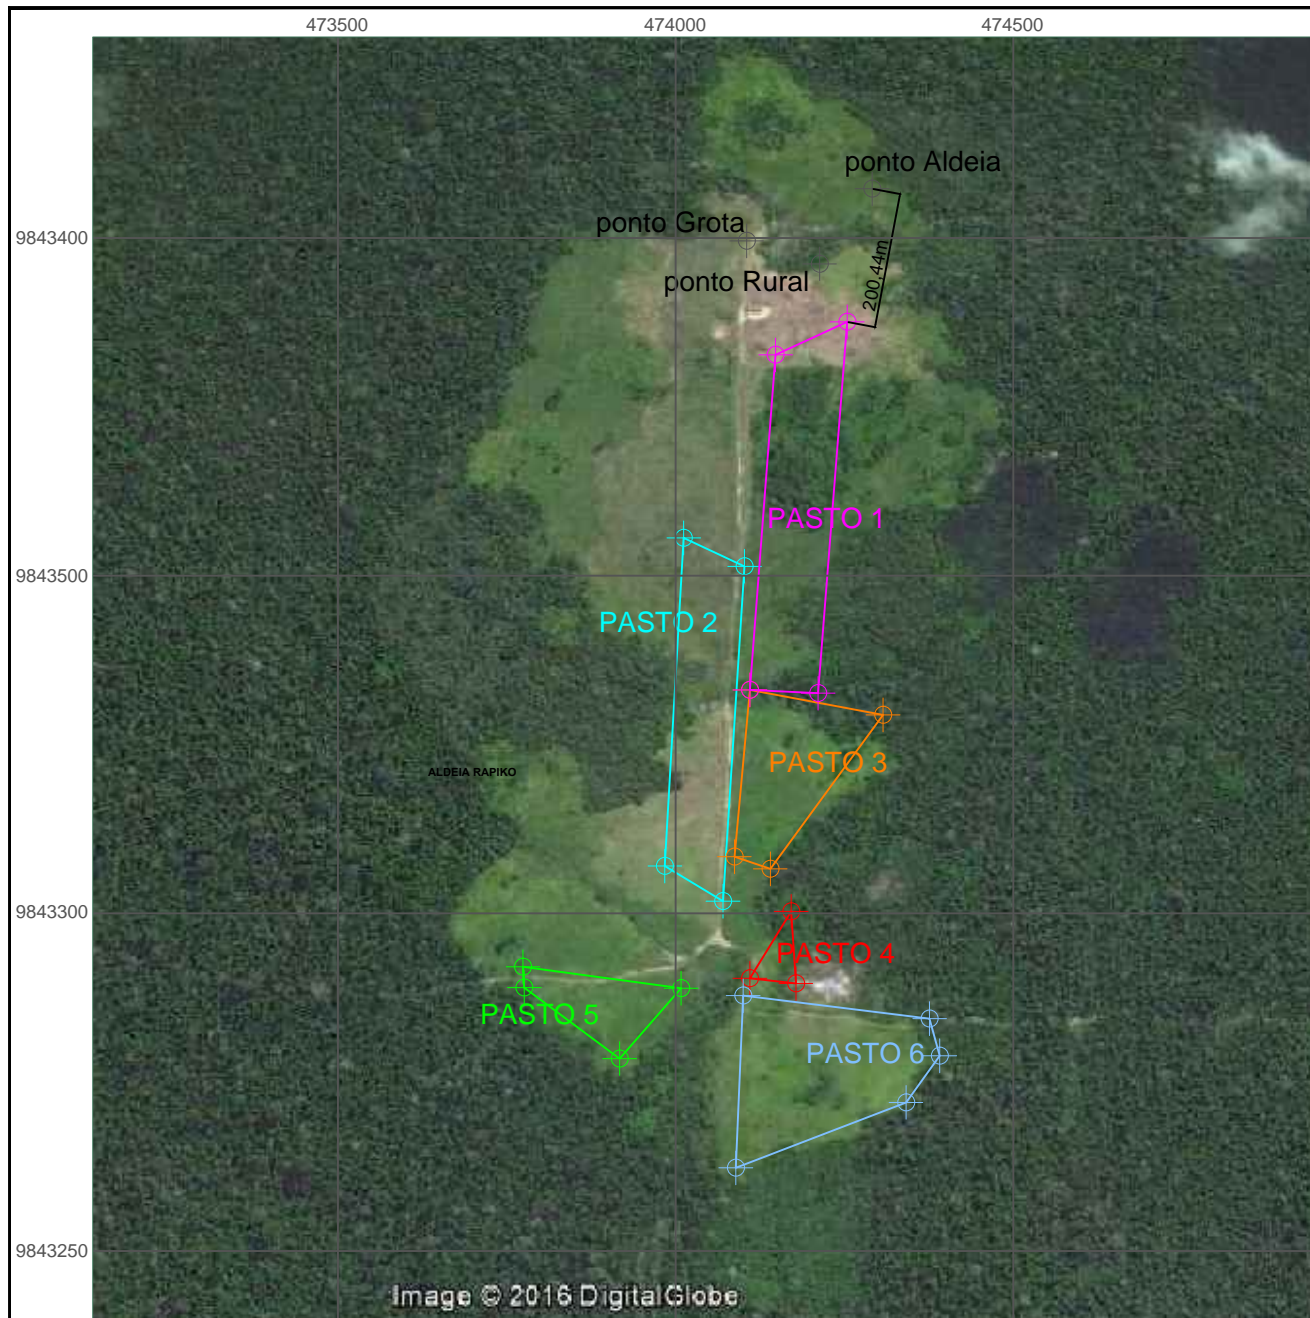 473500 474000 474500
ponto Aldeia
ponto Grota
9843400
200,44m
ponto Rural
PASTO 1
9843500
PASTO 2
PASTO 3
ALDEIA RAPIKO
9843300
PASTO 4
PASTO 5
PASTO 6
9843250
Image © 2016 DigitalGlobe